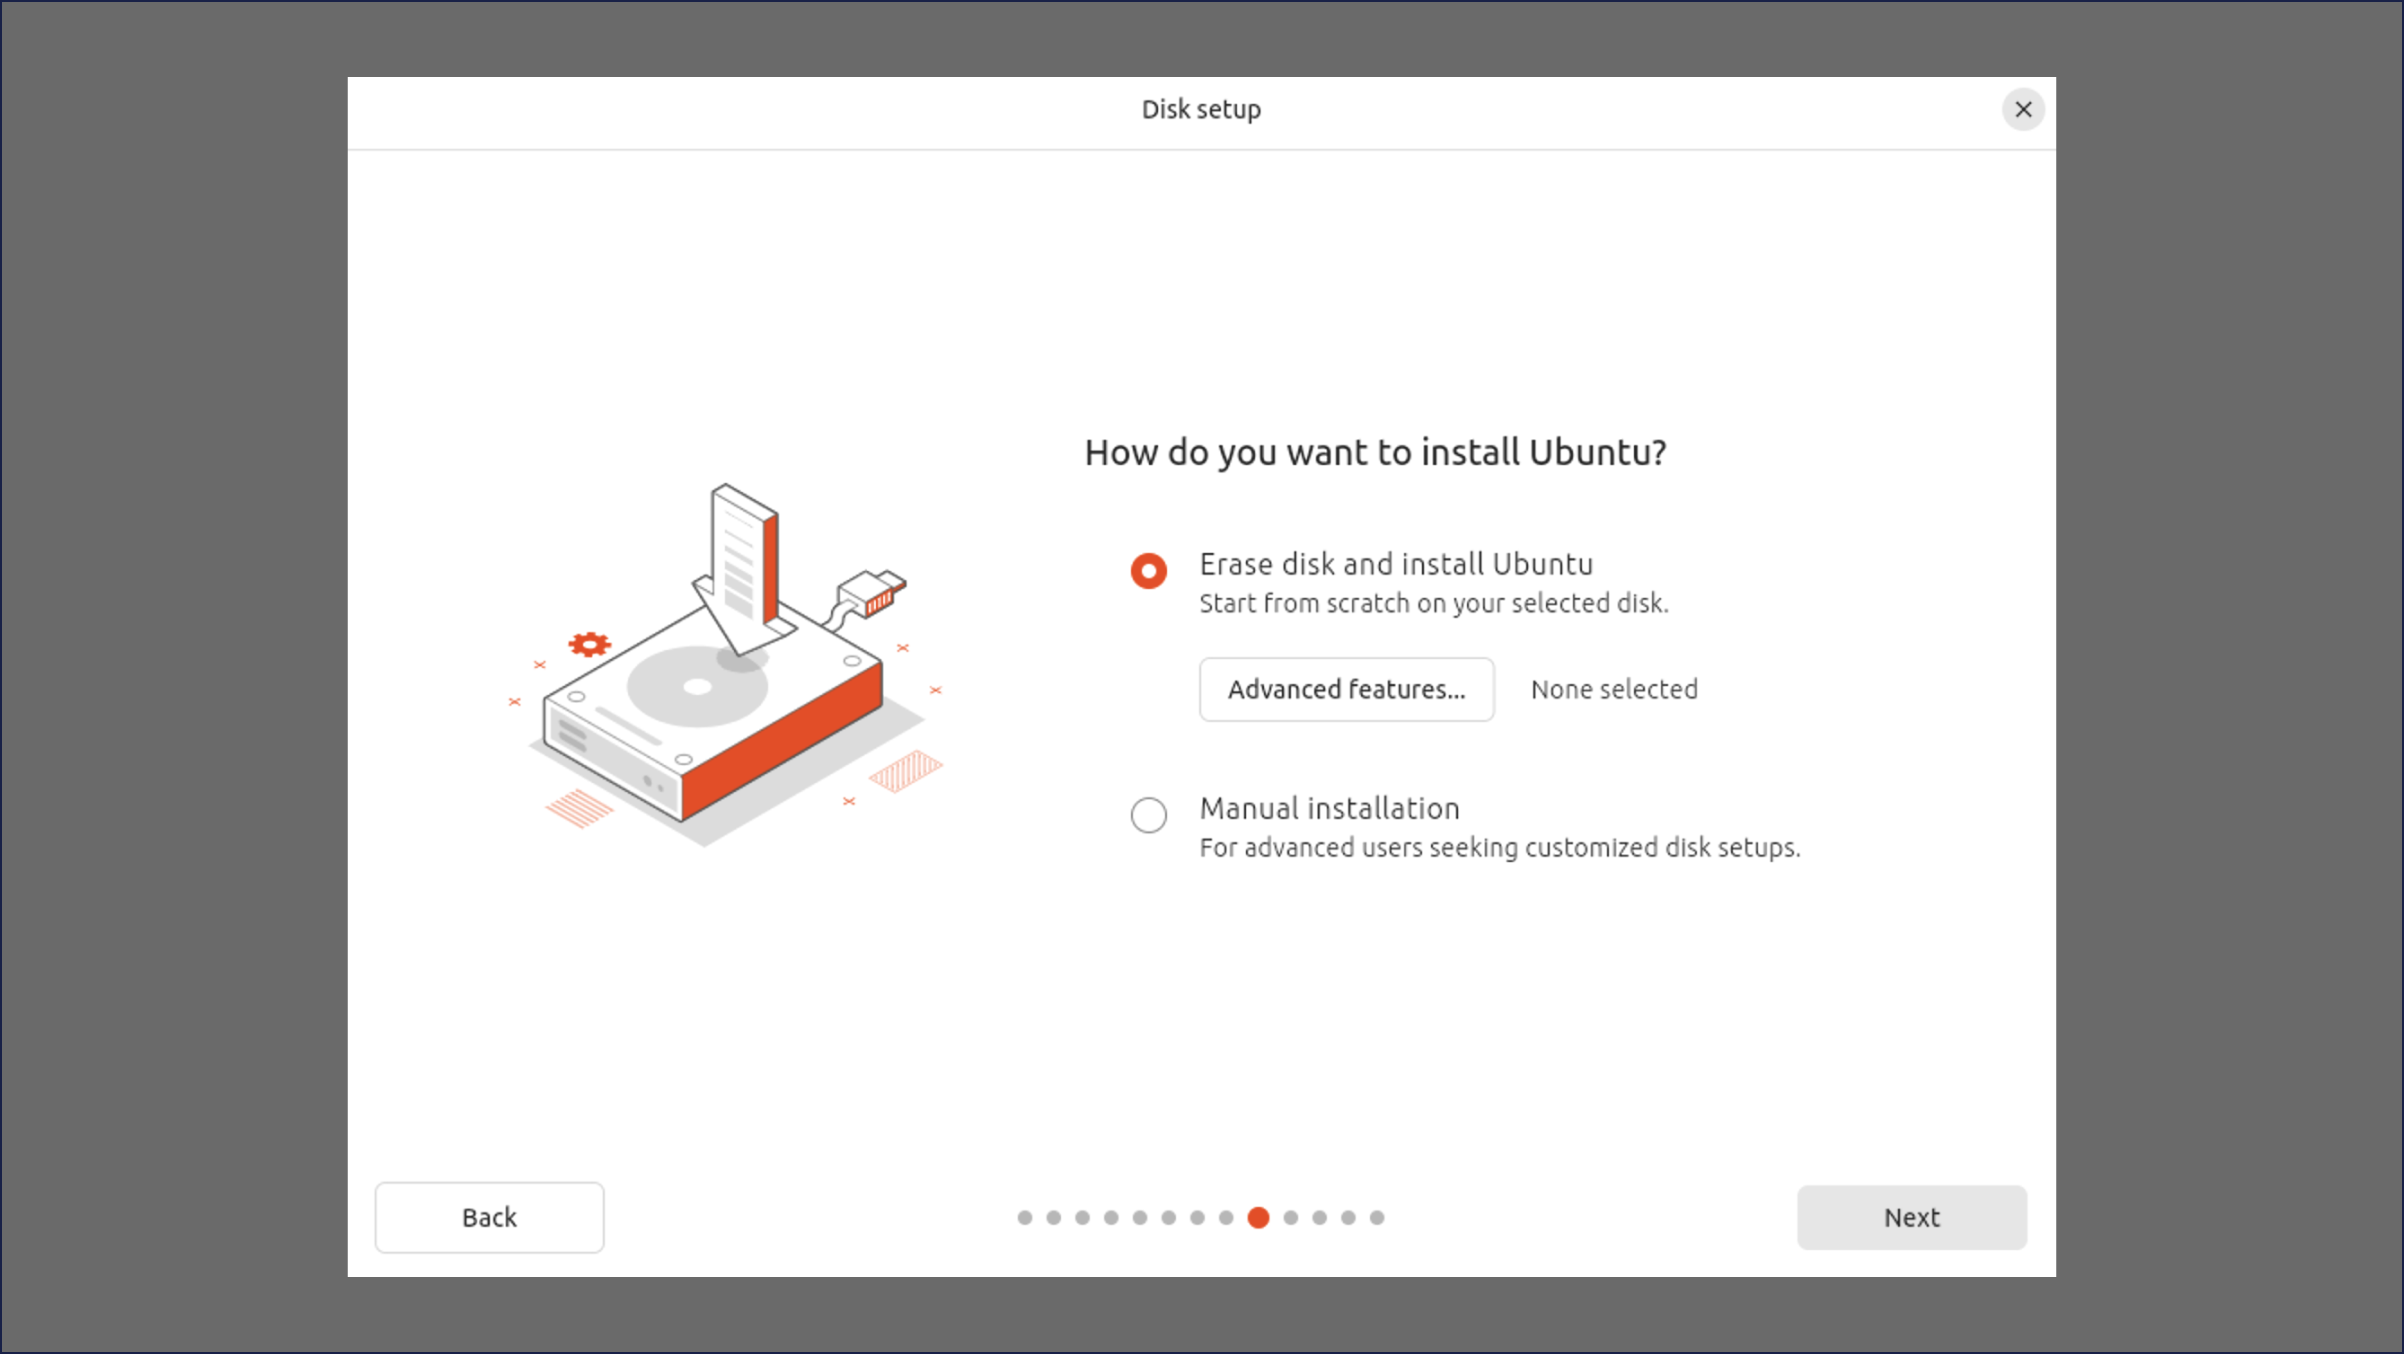 Disk setup
How do you want to install Ubuntu?
Erase disk and install Ubuntu
Start from scratch on your selected disk.
Advanced features... None selected
Manual installation
For advanced users seeking customized disk setups.
Back Next